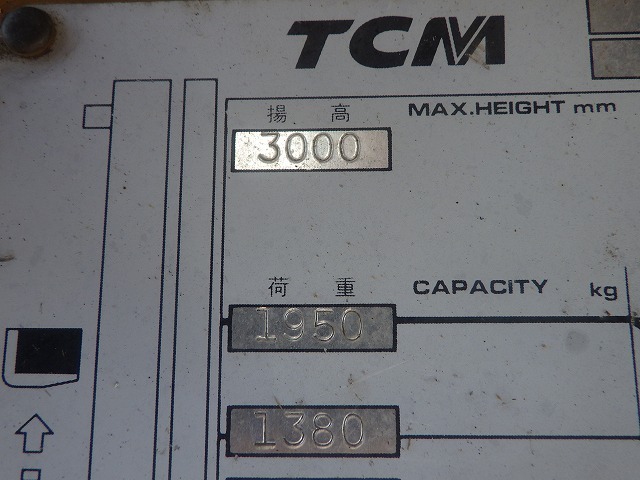 TCM
揚高 MAX.HEIGHT mm
3000
荷重 CAPACITY kg
1950
1380